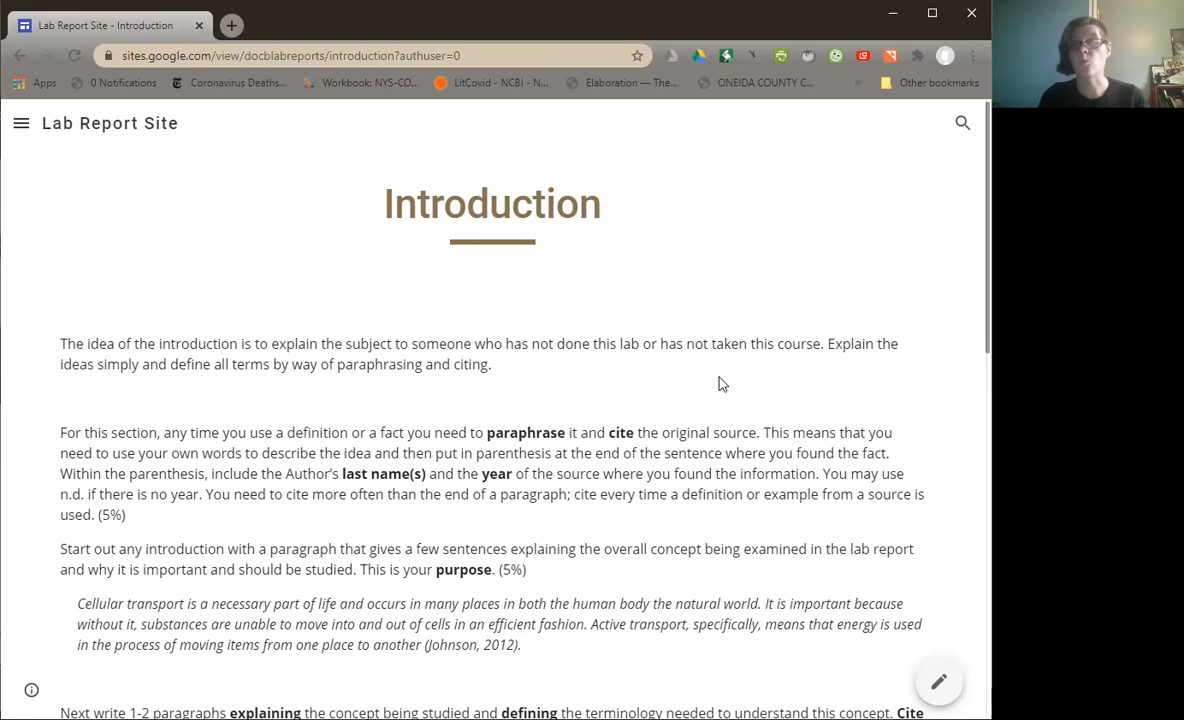 Lab Report Site - Introduction
sites.google.com/view/docblabreports/introduction?authuser=0
Apps 0 Notifications Coronavirus Deaths... Workbook: NYS-CO... LitCovid - NCBI - N... Elaboration — The... ONEIDA COUNTY C... » Other bookmarks
Lab Report Site
Introduction
The idea of the introduction is to explain the subject to someone who has not done this lab or has not taken this course. Explain the
ideas simply and define all terms by way of paraphrasing and citing.
For this section, any time you use a definition or a fact you need to paraphrase it and cite the original source. This means that you
need to use your own words to describe the idea and then put in parenthesis at the end of the sentence where you found the fact.
Within the parenthesis, include the Author's last name(s) and the year of the source where you found the information. You may use
n.d. if there is no year. You need to cite more often than the end of a paragraph; cite every time a definition or example from a source is
used. (5%)
Start out any introduction with a paragraph that gives a few sentences explaining the overall concept being examined in the lab report
and why it is important and should be studied. This is your purpose. (5%)
Cellular transport is a necessary part of life and occurs in many places in both the human body the natural world. It is important because
without it, substances are unable to move into and out of cells in an efficient fashion. Active transport, specifically, means that energy is used
in the process of moving items from one place to another (Johnson, 2012).
Next write 1-2 paragraphs explaining the concept being studied and defining the terminology needed to understand this concept. Cite